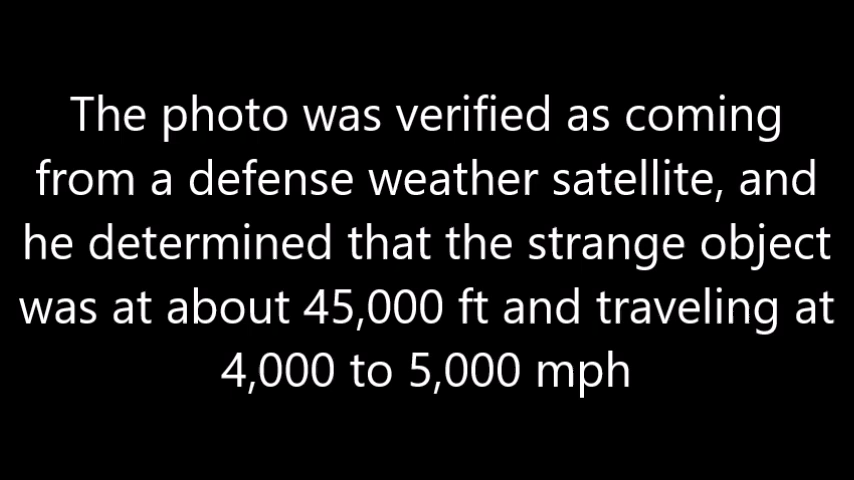 The photo was verified as coming
from a defense weather satellite, and
he determined that the strange object
was at about 45,000 ft and traveling at
4,000 to 5,000 mph